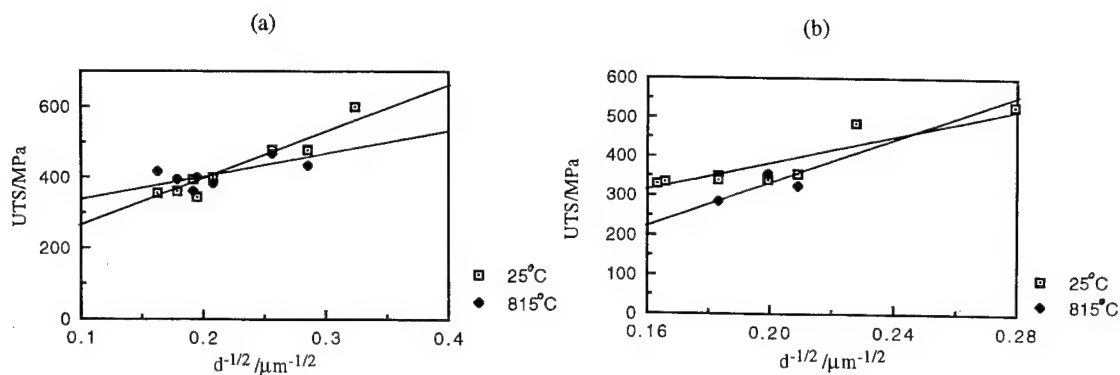 (a)
UTS/MPa
600
400
200
0
0.1 0.2 0.3 0.4
d-1/2 /μm-1/2
25°C
815°C
(b)
UTS/MPa
600
500
400
300
200
100
0
0.16 0.20 0.24 0.28
d-1/2 /μm-1/2
25°C
815°C